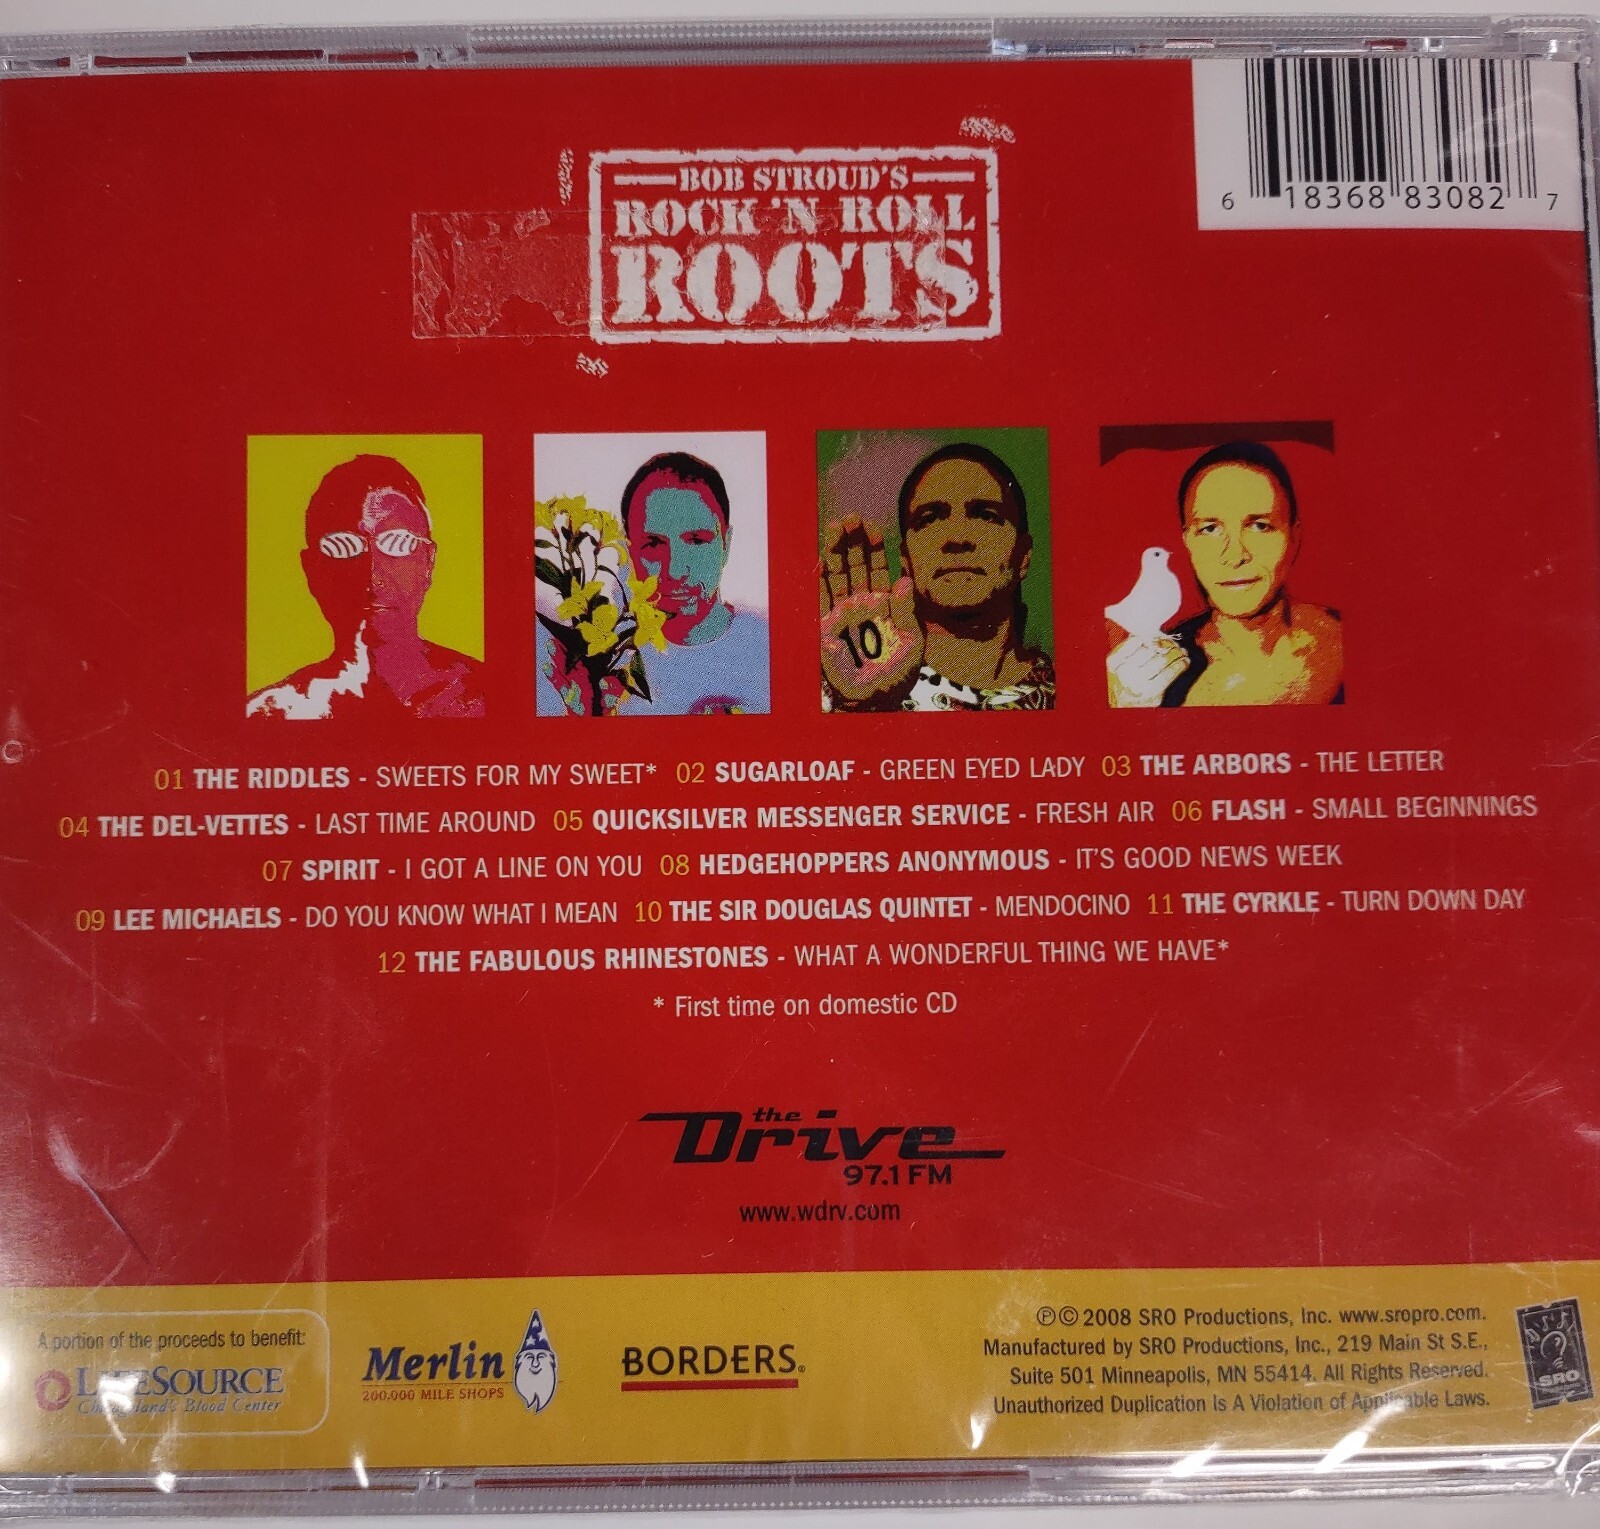 6 18368 83082 7
BOB STROUD'S
ROCK 'N ROLL
ROOTS
10
01 THE RIDDLES - SWEETS FOR MY SWEET* 02 SUGARLOAF - GREEN EYED LADY 03 THE ARBORS - THE LETTER
04 THE DEL-VETTES - LAST TIME AROUND 05 QUICKSILVER MESSENGER SERVICE - FRESH AIR 06 FLASH - SMALL BEGINNINGS
07 SPIRIT - I GOT A LINE ON YOU 08 HEDGEHOPPERS ANONYMOUS - IT'S GOOD NEWS WEEK
09 LEE MICHAELS - DO YOU KNOW WHAT I MEAN 10 THE SIR DOUGLAS QUINTET - MENDOCINO 11 THE CYRKLE - TURN DOWN DAY
12 THE FABULOUS RHINESTONES - WHAT A WONDERFUL THING WE HAVE*
* First time on domestic CD
the
Drive
97.1 FM
www.wdrv.com
A portion of the proceeds to benefit:
LIFESOURCE
Chicagoland's Blood Center
Merlin
200,000 MILE SHOPS
BORDERS®
℗© 2008 SRO Productions, Inc. www.sropro.com.
Manufactured by SRO Productions, Inc., 219 Main St S.E.,
Suite 501 Minneapolis, MN 55414. All Rights Reserved.
Unauthorized Duplication Is A Violation of Applicable Laws.
SRO